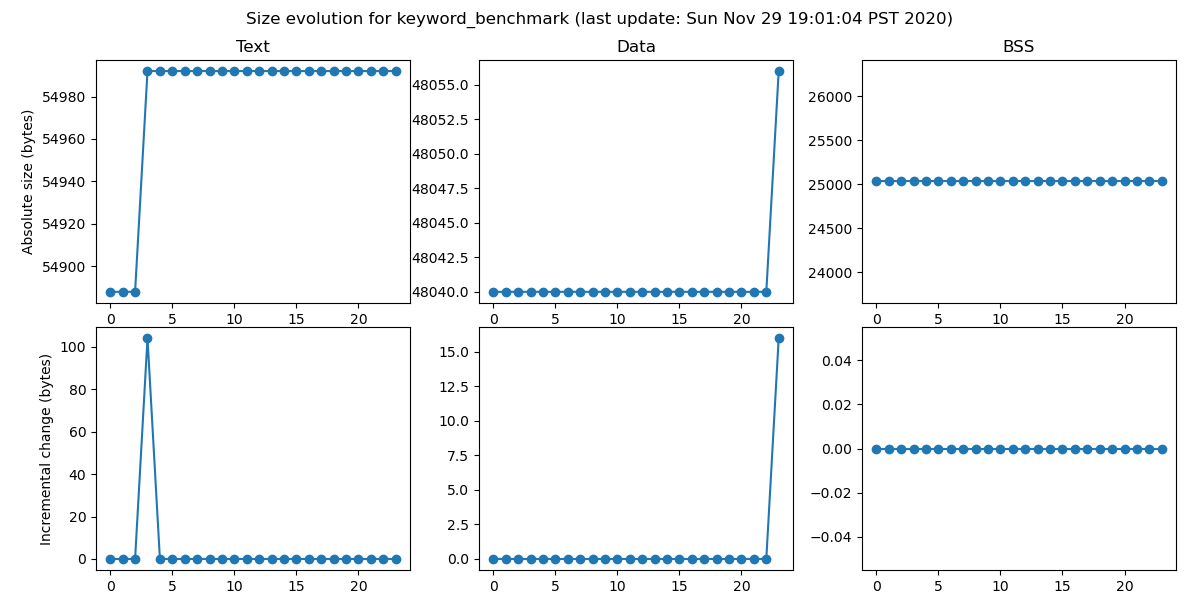 Size evolution for keyword_benchmark (last update: Sun Nov 29 19:01:04 PST 2020)
Text
Data
BSS
Absolute size (bytes)
54980
54960
54940
54920
54900
0 5 10 15 20
48055.0
48052.5
48050.0
48047.5
48045.0
48042.5
48040.0
0 5 10 15 20
26000
25500
25000
24500
24000
0 5 10 15 20
Incremental change (bytes)
100
80
60
40
20
0
0 5 10 15 20
15.0
12.5
10.0
7.5
5.0
2.5
0.0
0 5 10 15 20
0.04
0.02
0.00
−0.02
−0.04
0 5 10 15 20